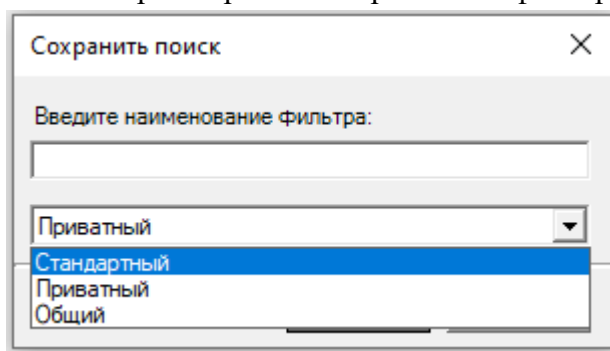 Сохранить поиск
Введите наименование фильтра:
Приватный
Стандартный
Приватный
Общий